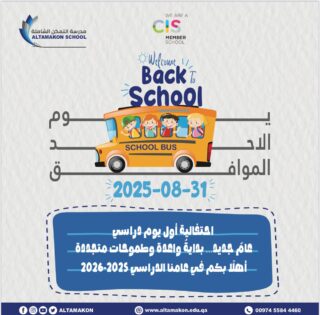 مدرسة التمكن الشاملة
ALTAMAKON SCHOOL
WE ARE A
CIS
MEMBER
SCHOOL
Welcome
Back To
School
يوم
الاحد
الموافق
SCHOOL BUS
2025-08-31
احتفالية أول يوم دراسي
عام جديد... بداية واعدة وطموحات متجددة
أهلاً بكم في عامنا الدراسي 2025-2026
ALTAMAKON
www.altamakon.edu.qa
00974 5584 4460